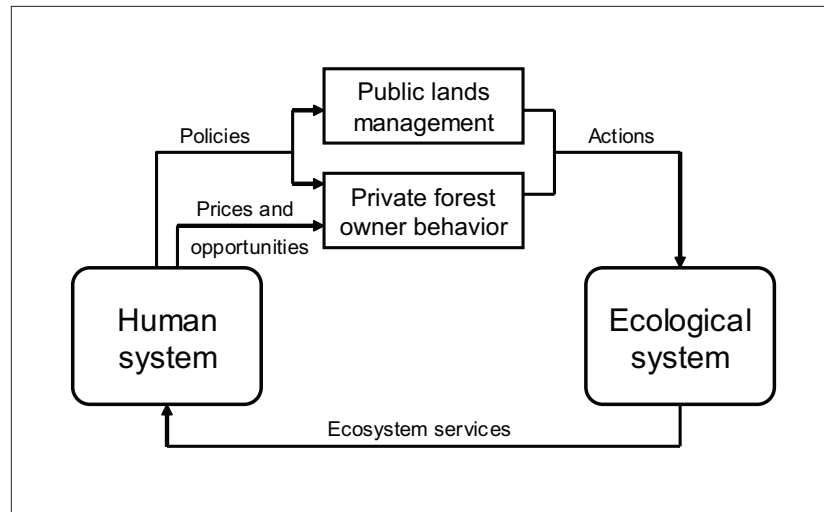 Public lands
management
Policies
Actions
Private forest
owner behavior
Prices and
opportunities
Human
system
Ecological
system
Ecosystem services